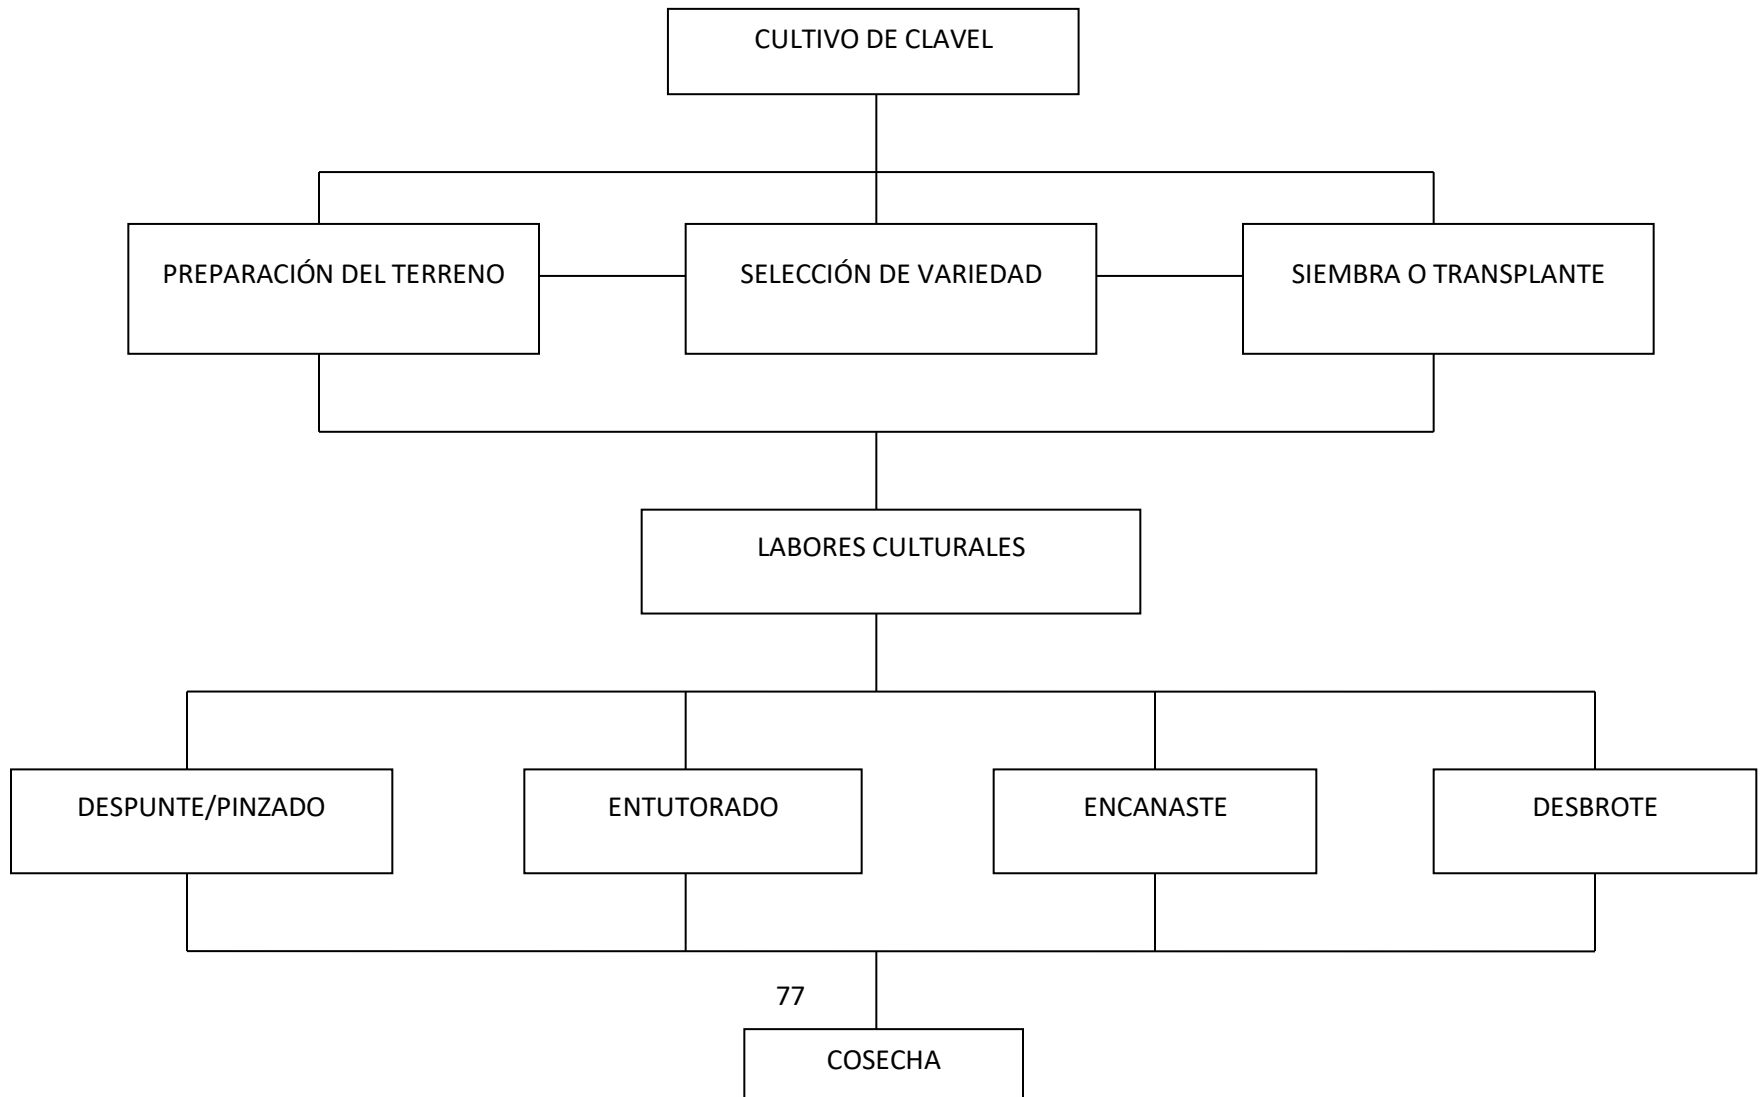 CULTIVO DE CLAVEL
PREPARACIÓN DEL TERRENO
SELECCIÓN DE VARIEDAD
SIEMBRA O TRANSPLANTE
LABORES CULTURALES
DESPUNTE/PINZADO
ENTUTORADO
ENCANASTE
DESBROTE
77
COSECHA